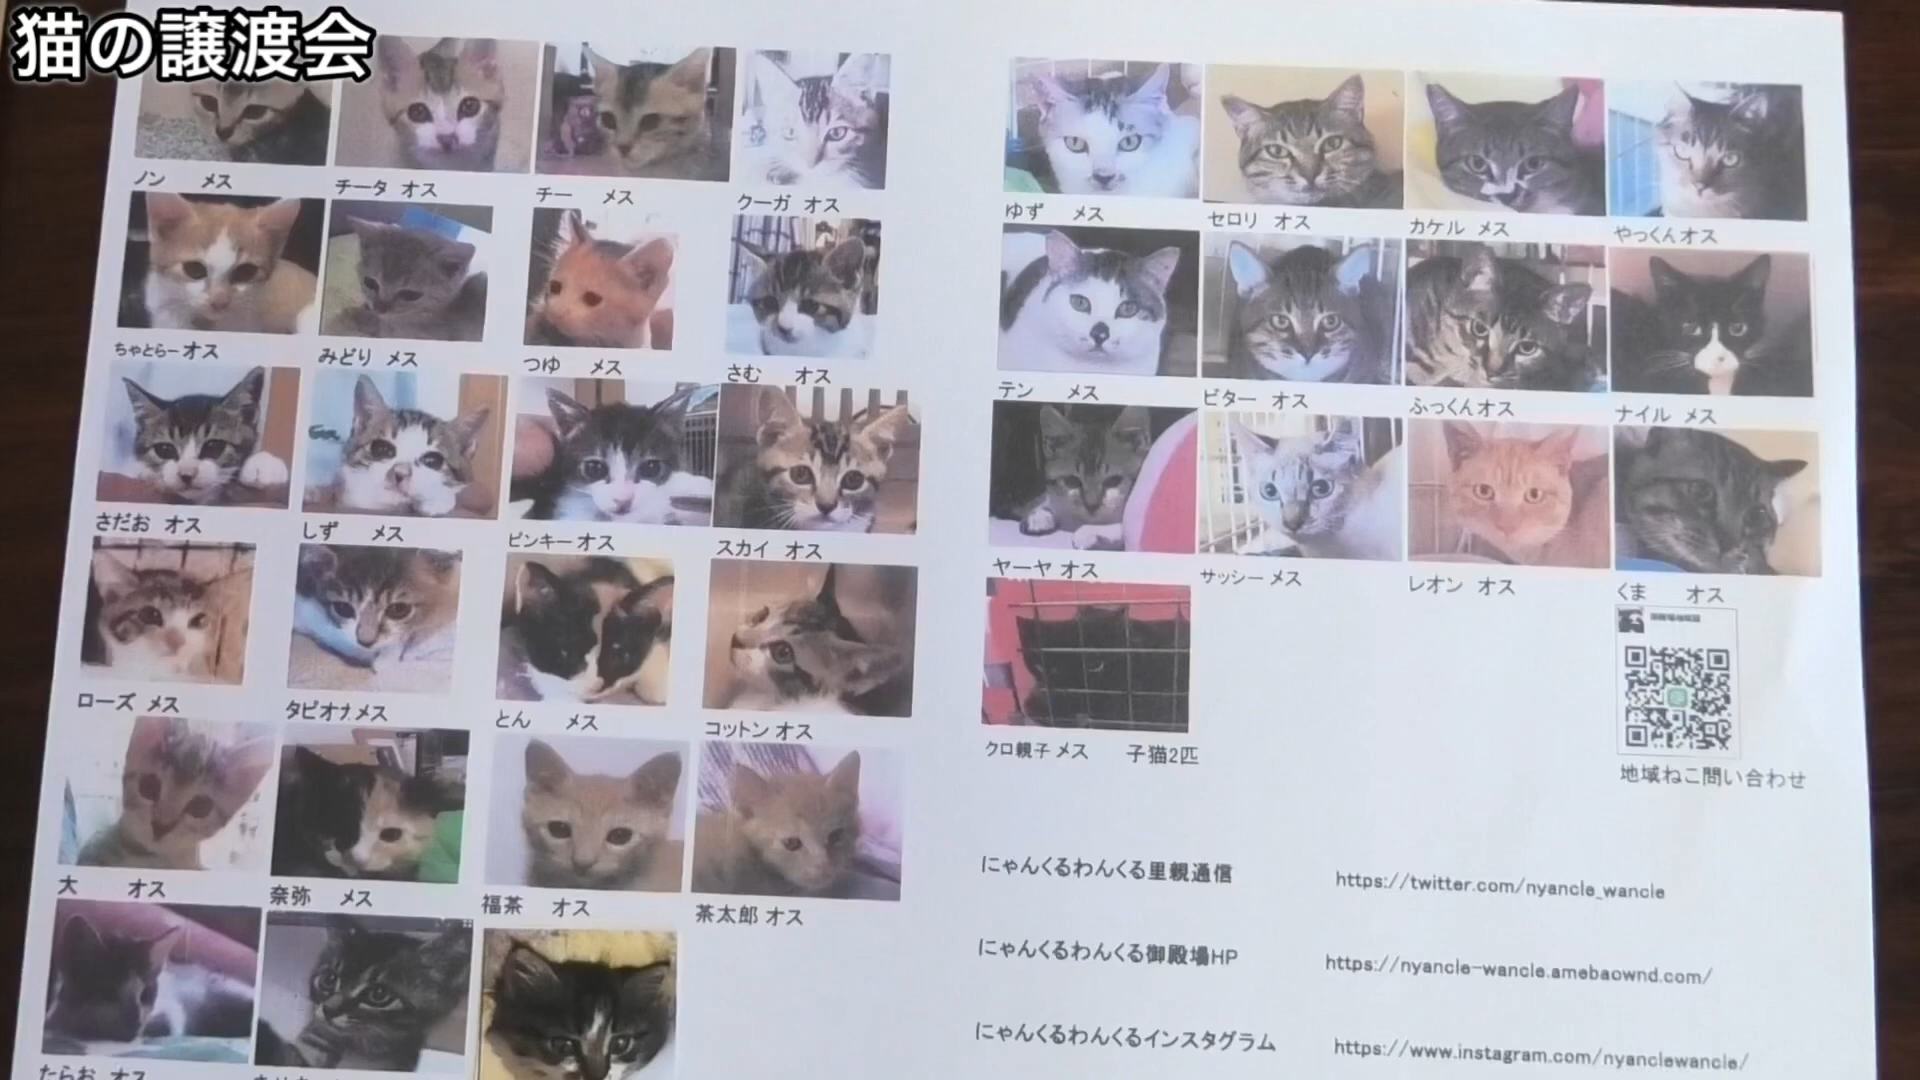 猫の譲渡会
ノン メス
チータ オス
チー メス
クーガ オス
ちゃとらー オス
みどり メス
つゆ メス
さむ オス
さだお オス
しず メス
ピンキー オス
スカイ オス
ローズ メス
タピオナ メス
とん メス
コットン オス
大 オス
奈弥 メス
福茶 オス
茶太郎 オス
たらお オス
ゆず メス
セロリ オス
カケル メス
やっくん オス
テン メス
ビター オス
ふっくん オス
ナイル メス
ヤーヤ オス
サッシー メス
レオン オス
くま オス
クロ親子 メス 子猫2匹
地域ねこ問い合わせ
にゃんくるわんくる里親通信 https://twitter.com/nyancle_wancle
にゃんくるわんくる御殿場HP https://nyancle-wancle.amebaownd.com/
にゃんくるわんくるインスタグラム https://www.instagram.com/nyanclewancle/